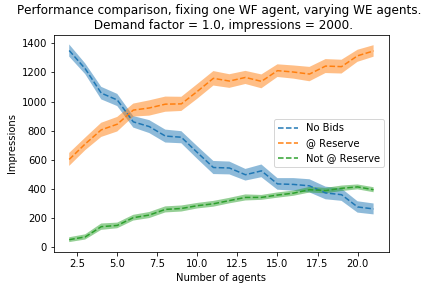 Performance comparison, fixing one WF agent, varying WE agents.
Demand factor = 1.0, impressions = 2000.
1400
1200
1000
800
600
400
200
0
Impressions
No Bids
@ Reserve
Not @ Reserve
2.5 5.0 7.5 10.0 12.5 15.0 17.5 20.0
Number of agents